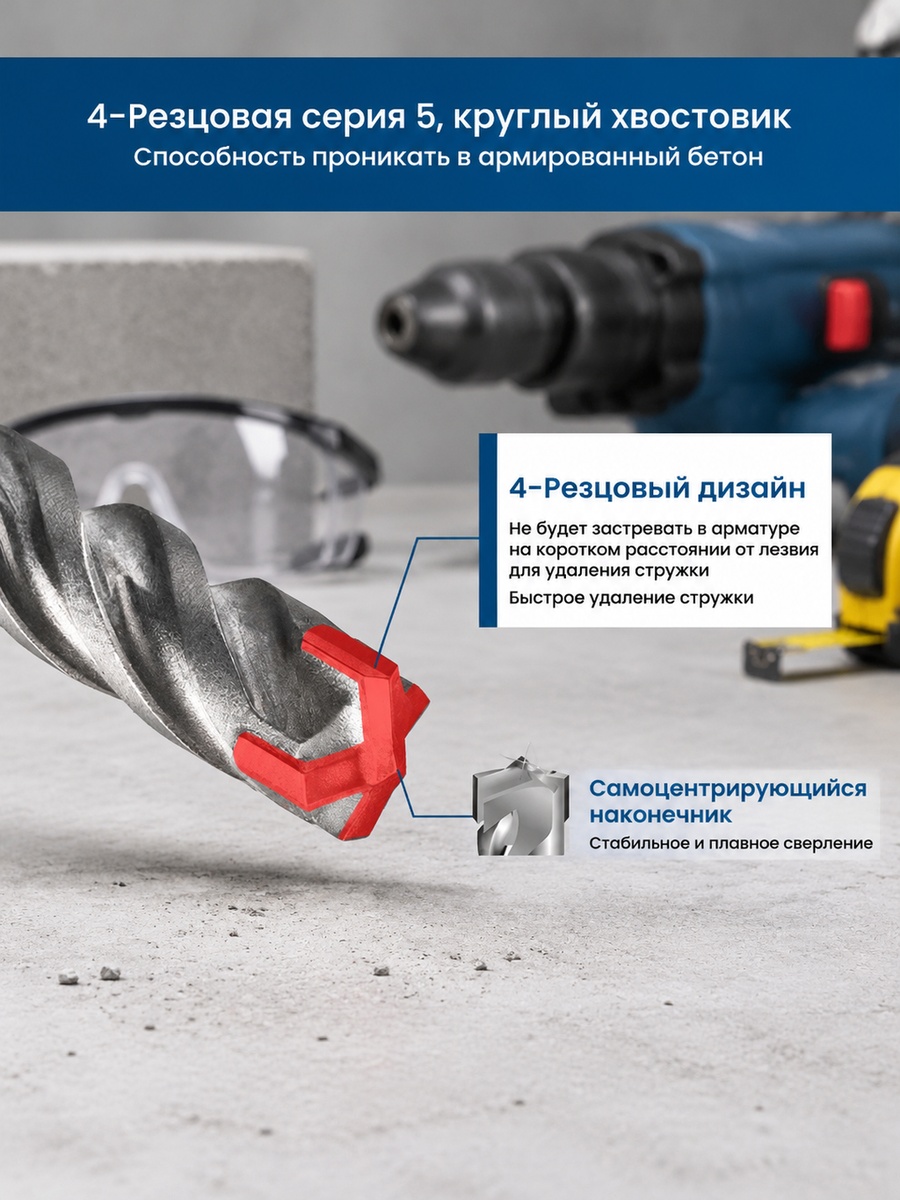 4-Резцовая серия 5, круглый хвостовик
Способность проникать в армированный бетон
4-Резцовый дизайн
Не будет застревать в арматуре
на коротком расстоянии от лезвия
для удаления стружки
Быстрое удаление стружки
Самоцентрирующийся
наконечник
Стабильное и плавное сверление